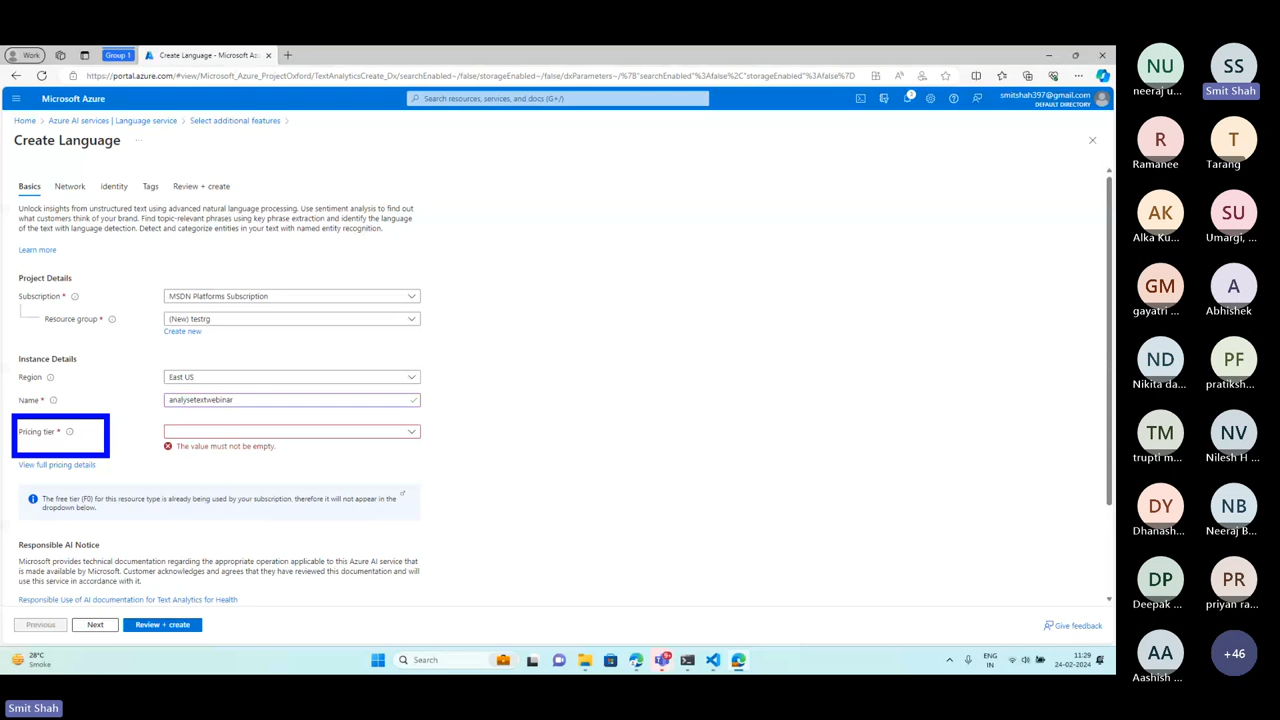 Work
Group 1
Create Language - Microsoft Az
https://portal.azure.com/#view/Microsoft_Azure_ProjectOxford/TextAnalyticsCreate_Dx/searchEnabled~/false/storageEnabled~/false/dxParameters~/%7B"searchEnabled"%3Afalse%2C"storageEnabled"%3Afalse%7D
Microsoft Azure
Search resources, services, and docs (G+/)
2
smitshah397@gmail.com
DEFAULT DIRECTORY
Home > Azure AI services | Language service > Select additional features >
Create Language ...
Basics Network Identity Tags Review + create
Unlock insights from unstructured text using advanced natural language processing. Use sentiment analysis to find out
what customers think of your brand. Find topic-relevant phrases using key phrase extraction and identify the language
of the text with language detection. Detect and categorize entities in your text with named entity recognition.
Learn more
Project Details
Subscription * MSDN Platforms Subscription
Resource group * (New) testrg
Create new
Instance Details
Region East US
Name * analysetextwebinar
Pricing tier *
The value must not be empty.
View full pricing details
The free tier (F0) for this resource type is already being used by your subscription, therefore it will not appear in the
dropdown below.
Responsible AI Notice
Microsoft provides technical documentation regarding the appropriate operation applicable to this Azure AI service that
is made available by Microsoft. Customer acknowledges and agrees that they have reviewed this documentation and will
use this service in accordance with it.
Responsible Use of AI documentation for Text Analytics for Health
Previous Next Review + create
Give feedback
28°C
Smoke
Search
ENG
IN
11:29
24-02-2024
Smit Shah
NU SS
neeraj u... Smit Shah
R T
Ramanee Tarang
AK SU
Alka Ku... Umargi, ...
GM A
gayatri ... Abhishek
ND PF
Nikita da... pratiksh...
TM NV
trupti m... Nilesh H ...
DY NB
Dhanash... Neeraj B...
DP PR
Deepak ... priyan ra...
AA +46
Aashish ...